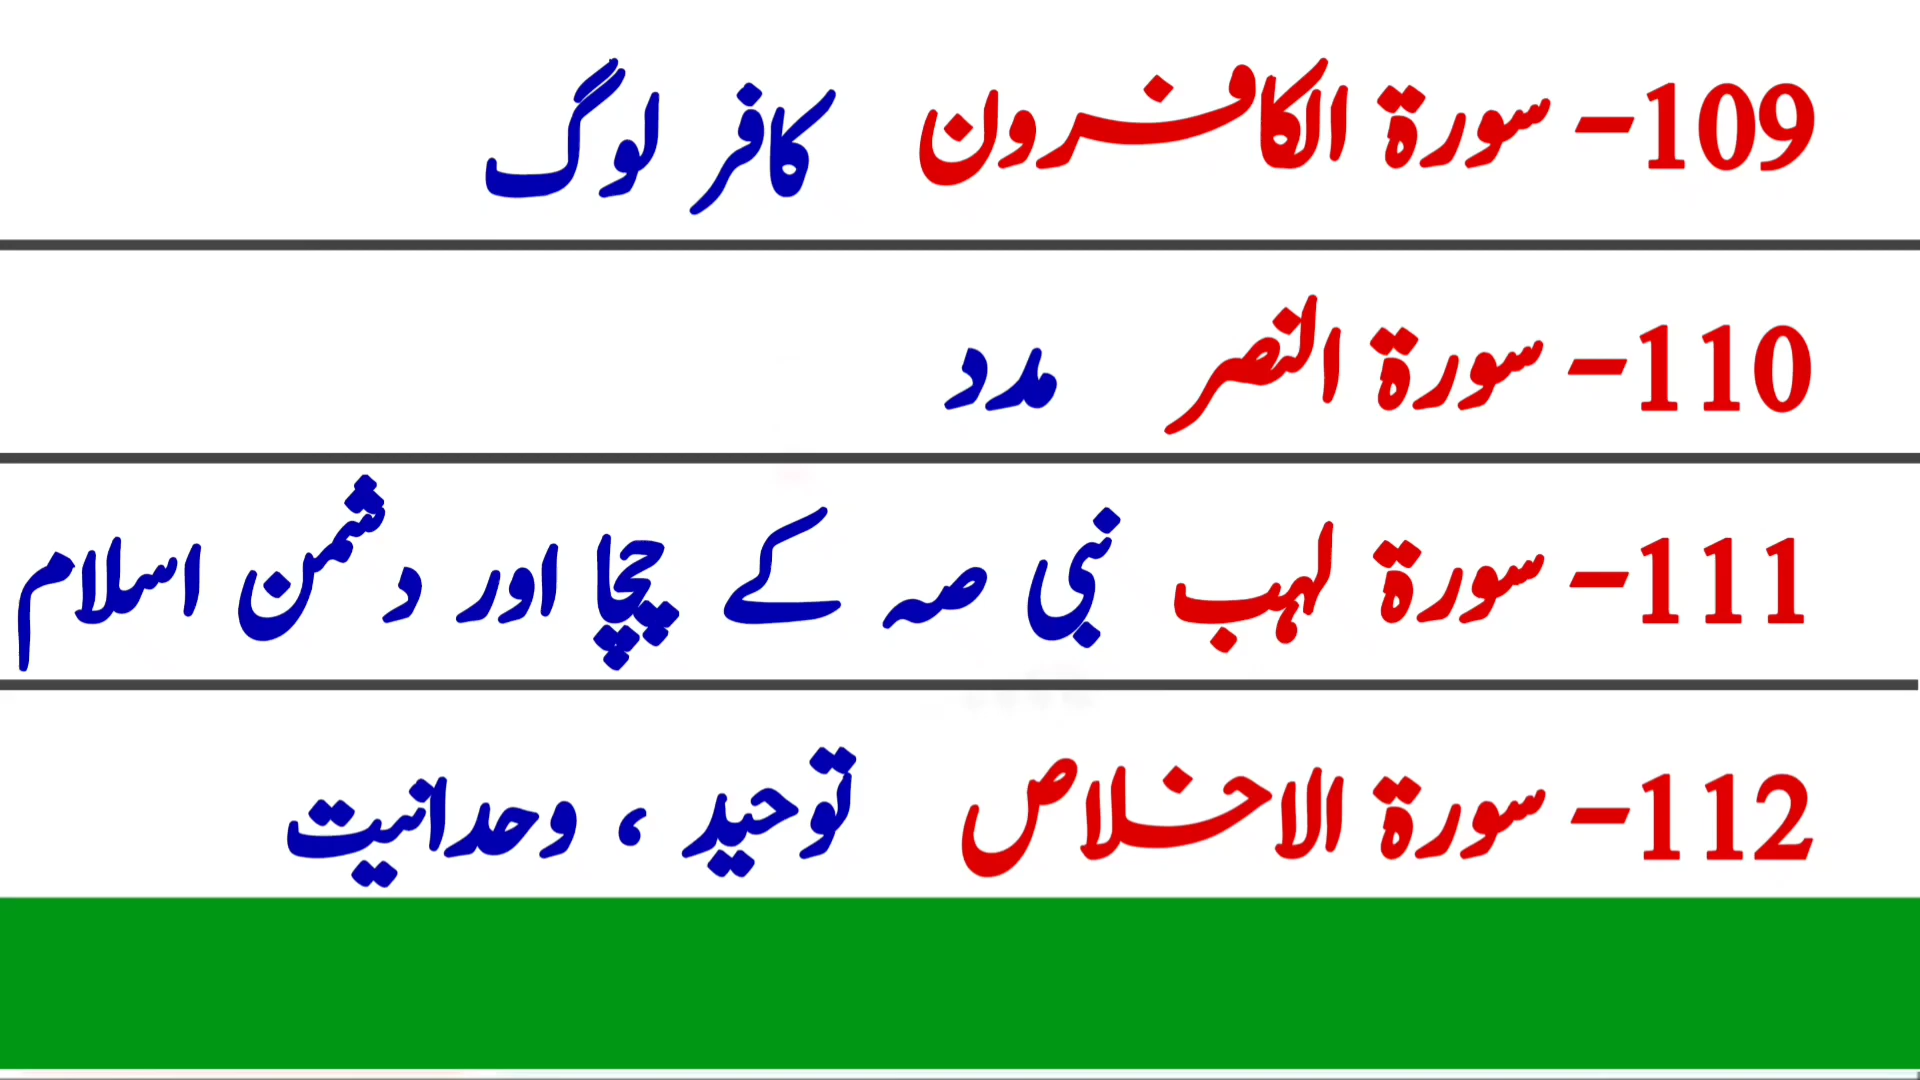 109- سورۃ الکافرون کافر لوگ
110- سورۃ النصر مدد
111- سورۃ لہب نبی صہ کے چچا اور دشمن اسلام
112- سورۃ الاخلاص توحید ، وحدانیت